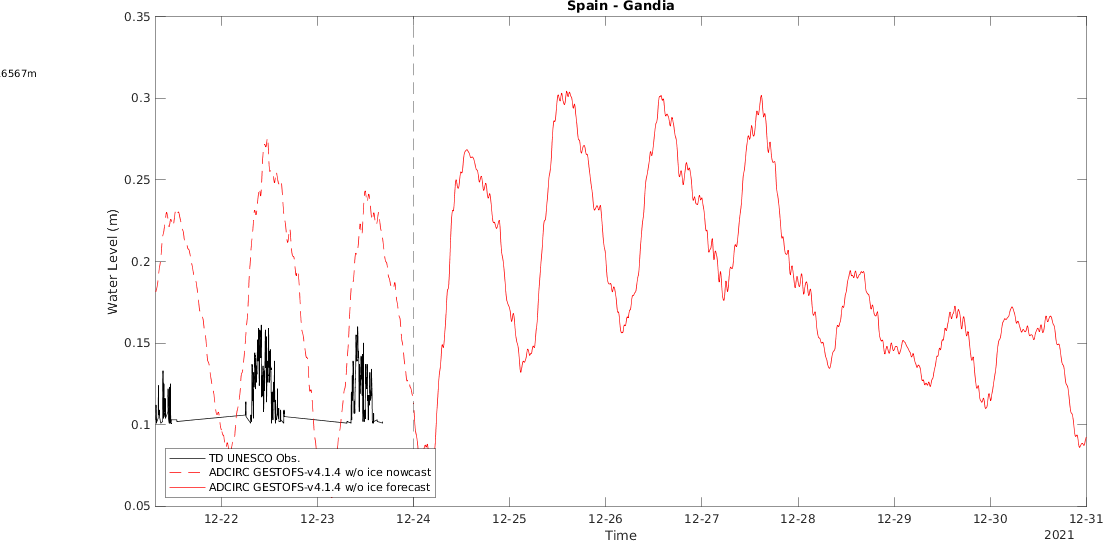 Spain - Gandia
6567m
0.35
0.3
0.25
0.2
0.15
0.1
0.05
Water Level (m)
TD UNESCO Obs.
ADCIRC GESTOFS-v4.1.4 w/o ice nowcast
ADCIRC GESTOFS-v4.1.4 w/o ice forecast
12-22 12-23 12-24 12-25 12-26 12-27 12-28 12-29 12-30 12-31
Time
2021